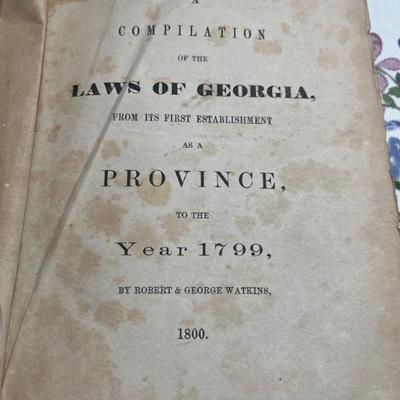 A
COMPILATION
OF THE
LAWS OF GEORGIA,
FROM ITS FIRST ESTABLISHMENT
AS A
PROVINCE,
TO THE
Year 1799,
BY ROBERT & GEORGE WATKINS,
1800.